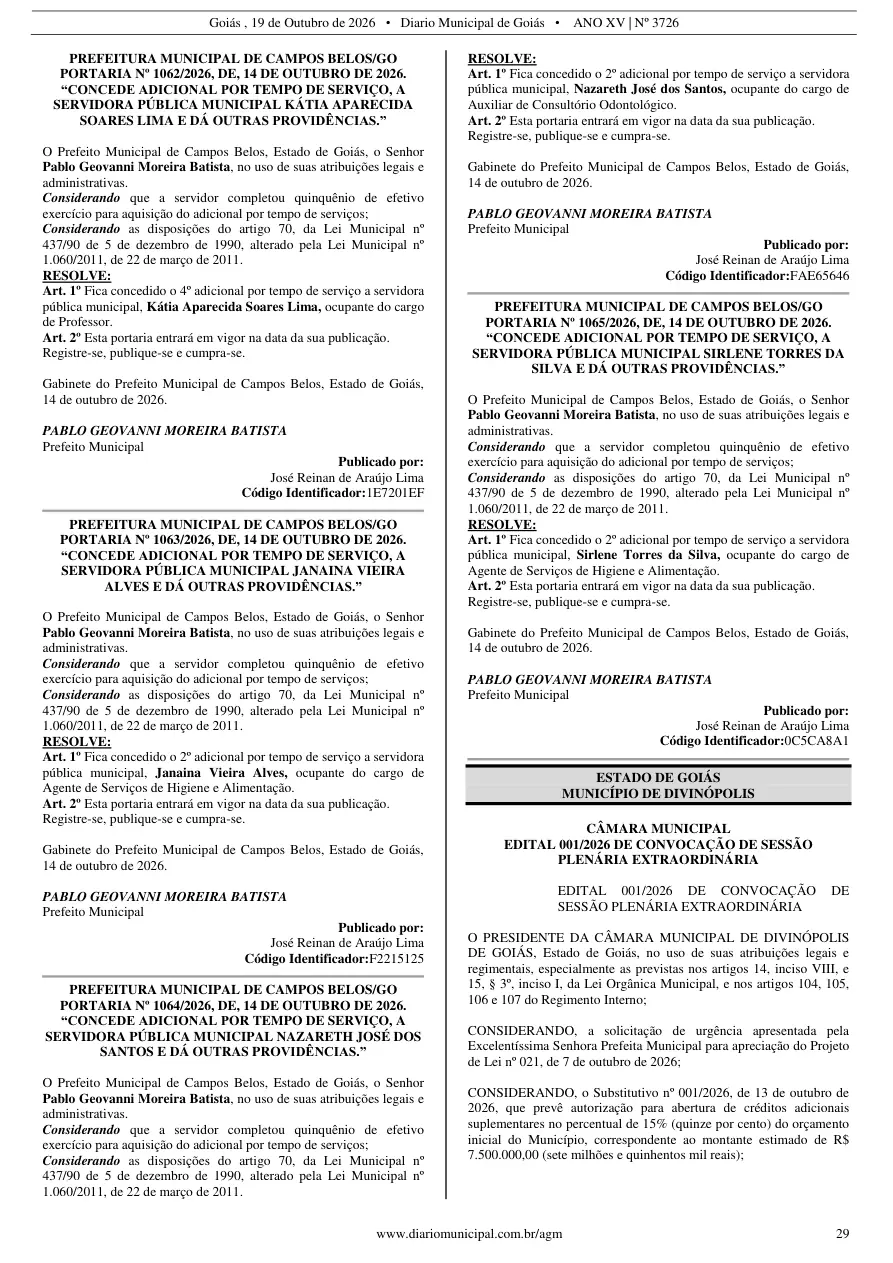 Goiás , 19 de Outubro de 2026 • Diario Municipal de Goiás • ANO XV | Nº 3726
PREFEITURA MUNICIPAL DE CAMPOS BELOS/GO
PORTARIA Nº 1062/2026, DE, 14 DE OUTUBRO DE 2026.
“CONCEDE ADICIONAL POR TEMPO DE SERVIÇO, A
SERVIDORA PÚBLICA MUNICIPAL KÁTIA APARECIDA
SOARES LIMA E DÁ OUTRAS PROVIDÊNCIAS.”
O Prefeito Municipal de Campos Belos, Estado de Goiás, o Senhor
Pablo Geovanni Moreira Batista, no uso de suas atribuições legais e
administrativas.
Considerando que a servidor completou quinquênio de efetivo
exercício para aquisição do adicional por tempo de serviços;
Considerando as disposições do artigo 70, da Lei Municipal nº
437/90 de 5 de dezembro de 1990, alterado pela Lei Municipal nº
1.060/2011, de 22 de março de 2011.
RESOLVE:
Art. 1º Fica concedido o 4º adicional por tempo de serviço a servidora
pública municipal, Kátia Aparecida Soares Lima, ocupante do cargo
de Professor.
Art. 2º Esta portaria entrará em vigor na data da sua publicação.
Registre-se, publique-se e cumpra-se.
Gabinete do Prefeito Municipal de Campos Belos, Estado de Goiás,
14 de outubro de 2026.
PABLO GEOVANNI MOREIRA BATISTA
Prefeito Municipal
Publicado por:
José Reinan de Araújo Lima
Código Identificador:1E7201EF
PREFEITURA MUNICIPAL DE CAMPOS BELOS/GO
PORTARIA Nº 1063/2026, DE, 14 DE OUTUBRO DE 2026.
“CONCEDE ADICIONAL POR TEMPO DE SERVIÇO, A
SERVIDORA PÚBLICA MUNICIPAL JANAINA VIEIRA
ALVES E DÁ OUTRAS PROVIDÊNCIAS.”
O Prefeito Municipal de Campos Belos, Estado de Goiás, o Senhor
Pablo Geovanni Moreira Batista, no uso de suas atribuições legais e
administrativas.
Considerando que a servidor completou quinquênio de efetivo
exercício para aquisição do adicional por tempo de serviços;
Considerando as disposições do artigo 70, da Lei Municipal nº
437/90 de 5 de dezembro de 1990, alterado pela Lei Municipal nº
1.060/2011, de 22 de março de 2011.
RESOLVE:
Art. 1º Fica concedido o 2º adicional por tempo de serviço a servidora
pública municipal, Janaina Vieira Alves, ocupante do cargo de
Agente de Serviços de Higiene e Alimentação.
Art. 2º Esta portaria entrará em vigor na data da sua publicação.
Registre-se, publique-se e cumpra-se.
Gabinete do Prefeito Municipal de Campos Belos, Estado de Goiás,
14 de outubro de 2026.
PABLO GEOVANNI MOREIRA BATISTA
Prefeito Municipal
Publicado por:
José Reinan de Araújo Lima
Código Identificador:F2215125
PREFEITURA MUNICIPAL DE CAMPOS BELOS/GO
PORTARIA Nº 1064/2026, DE, 14 DE OUTUBRO DE 2026.
“CONCEDE ADICIONAL POR TEMPO DE SERVIÇO, A
SERVIDORA PÚBLICA MUNICIPAL NAZARETH JOSÉ DOS
SANTOS E DÁ OUTRAS PROVIDÊNCIAS.”
O Prefeito Municipal de Campos Belos, Estado de Goiás, o Senhor
Pablo Geovanni Moreira Batista, no uso de suas atribuições legais e
administrativas.
Considerando que a servidor completou quinquênio de efetivo
exercício para aquisição do adicional por tempo de serviços;
Considerando as disposições do artigo 70, da Lei Municipal nº
437/90 de 5 de dezembro de 1990, alterado pela Lei Municipal nº
1.060/2011, de 22 de março de 2011.
RESOLVE:
Art. 1º Fica concedido o 2º adicional por tempo de serviço a servidora
pública municipal, Nazareth José dos Santos, ocupante do cargo de
Auxiliar de Consultório Odontológico.
Art. 2º Esta portaria entrará em vigor na data da sua publicação.
Registre-se, publique-se e cumpra-se.
Gabinete do Prefeito Municipal de Campos Belos, Estado de Goiás,
14 de outubro de 2026.
PABLO GEOVANNI MOREIRA BATISTA
Prefeito Municipal
Publicado por:
José Reinan de Araújo Lima
Código Identificador:FAE65646
PREFEITURA MUNICIPAL DE CAMPOS BELOS/GO
PORTARIA Nº 1065/2026, DE, 14 DE OUTUBRO DE 2026.
“CONCEDE ADICIONAL POR TEMPO DE SERVIÇO, A
SERVIDORA PÚBLICA MUNICIPAL SIRLENE TORRES DA
SILVA E DÁ OUTRAS PROVIDÊNCIAS.”
O Prefeito Municipal de Campos Belos, Estado de Goiás, o Senhor
Pablo Geovanni Moreira Batista, no uso de suas atribuições legais e
administrativas.
Considerando que a servidor completou quinquênio de efetivo
exercício para aquisição do adicional por tempo de serviços;
Considerando as disposições do artigo 70, da Lei Municipal nº
437/90 de 5 de dezembro de 1990, alterado pela Lei Municipal nº
1.060/2011, de 22 de março de 2011.
RESOLVE:
Art. 1º Fica concedido o 2º adicional por tempo de serviço a servidora
pública municipal, Sirlene Torres da Silva, ocupante do cargo de
Agente de Serviços de Higiene e Alimentação.
Art. 2º Esta portaria entrará em vigor na data da sua publicação.
Registre-se, publique-se e cumpra-se.
Gabinete do Prefeito Municipal de Campos Belos, Estado de Goiás,
14 de outubro de 2026.
PABLO GEOVANNI MOREIRA BATISTA
Prefeito Municipal
Publicado por:
José Reinan de Araújo Lima
Código Identificador:0C5CA8A1
ESTADO DE GOIÁS
MUNICÍPIO DE DIVINÓPOLIS
CÂMARA MUNICIPAL
EDITAL 001/2026 DE CONVOCAÇÃO DE SESSÃO
PLENÁRIA EXTRAORDINÁRIA
EDITAL 001/2026 DE CONVOCAÇÃO DE
SESSÃO PLENÁRIA EXTRAORDINÁRIA
O PRESIDENTE DA CÂMARA MUNICIPAL DE DIVINÓPOLIS
DE GOIÁS, Estado de Goiás, no uso de suas atribuições legais e
regimentais, especialmente as previstas nos artigos 14, inciso VIII, e
15, § 3º, inciso I, da Lei Orgânica Municipal, e nos artigos 104, 105,
106 e 107 do Regimento Interno;
CONSIDERANDO, a solicitação de urgência apresentada pela
Excelentíssima Senhora Prefeita Municipal para apreciação do Projeto
de Lei nº 021, de 7 de outubro de 2026;
CONSIDERANDO, o Substitutivo nº 001/2026, de 13 de outubro de
2026, que prevê autorização para abertura de créditos adicionais
suplementares no percentual de 15% (quinze por cento) do orçamento
inicial do Município, correspondente ao montante estimado de R$
7.500.000,00 (sete milhões e quinhentos mil reais);
www.diariomunicipal.com.br/agm
29